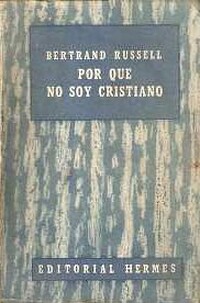 BERTRAND RUSSELL
POR QUE
NO SOY CRISTIANO
EDITORIAL HERMES